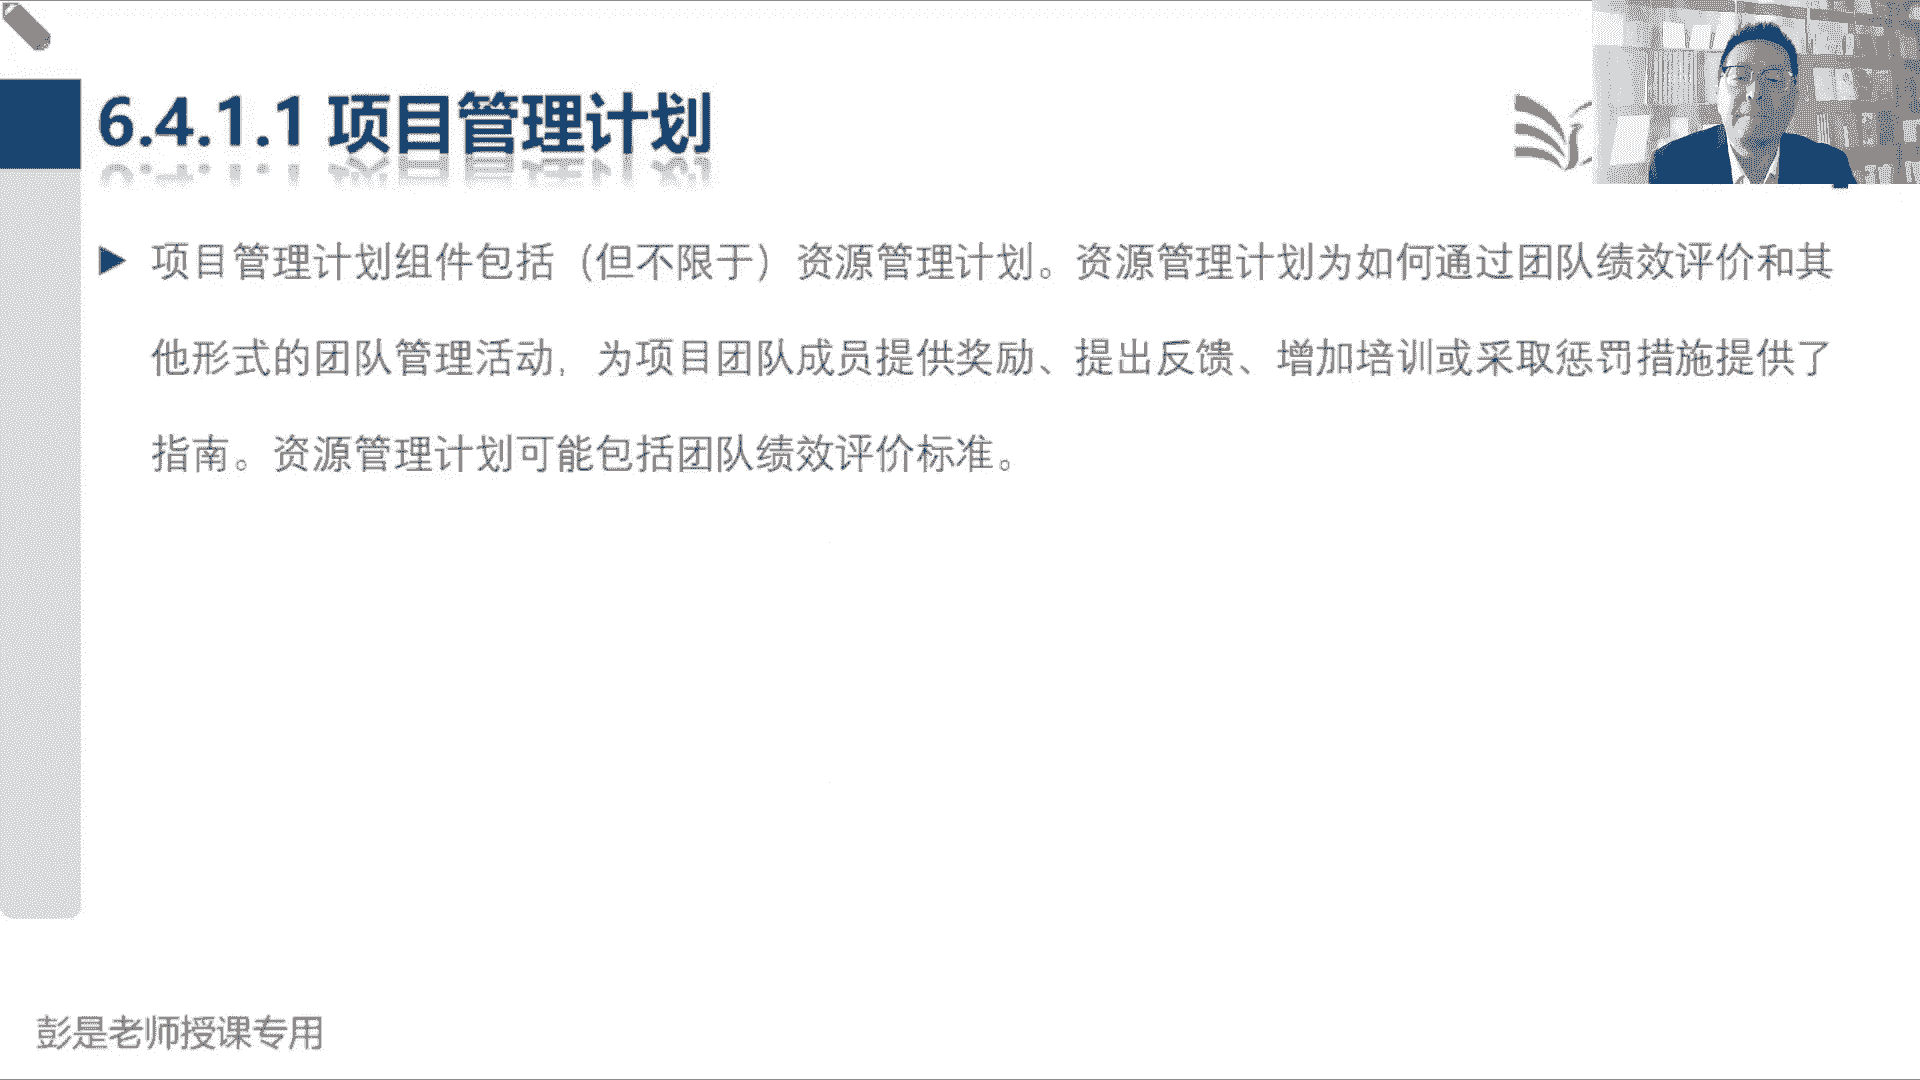 6.4.1.1 项目管理计划
项目管理计划组件包括（但不限于）资源管理计划。资源管理计划为如何通过团队绩效评价和其
他形式的团队管理活动，为项目团队成员提供奖励、提出反馈、增加培训或采取惩罚措施提供了
指南。资源管理计划可能包括团队绩效评价标准。
彭是老师授课专用